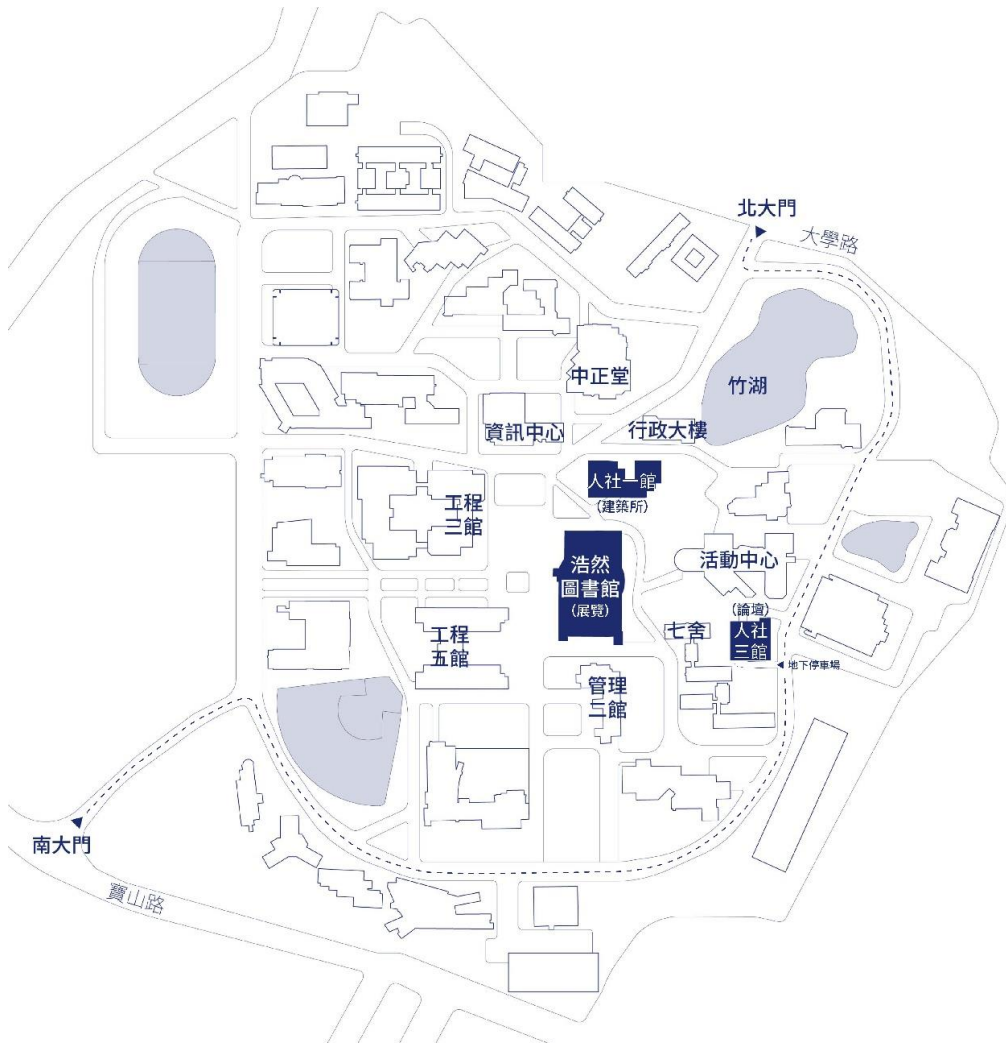 北大門
大學路
中正堂
竹湖
資訊中心
行政大樓
人社一館
(建築所)
工程
三館
浩然
圖書館
(展覽)
活動中心
(論壇)
人社
三館
七舍
地下停車場
工程
五館
管理
二館
南大門
寶山路